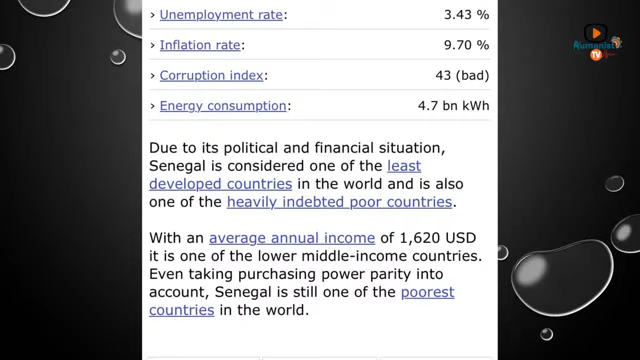 › Unemployment rate: 3.43 %
› Inflation rate: 9.70 %
› Corruption index: 43 (bad)
› Energy consumption: 4.7 bn kWh
Due to its political and financial situation,
Senegal is considered one of the least
developed countries in the world and is also
one of the heavily indebted poor countries.
With an average annual income of 1,620 USD
it is one of the lower middle-income countries.
Even taking purchasing power parity into
account, Senegal is still one of the poorest
countries in the world.
Humanist
TV